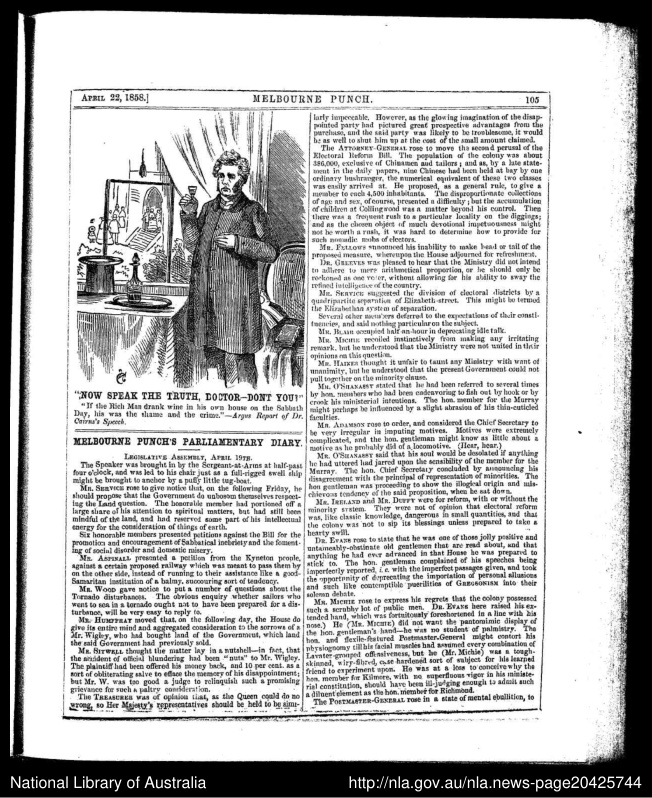 APRIL 22, 1858.]
MELBOURNE PUNCH.
105
"NOW SPEAK THE TRUTH, DOCTOR—DONT YOU?"
"If the Rich Man drank wine in his own house on the Sabbath
Day, his was the shame and the crime."—Argus Report of Dr.
Cairns's Speech.
MELBOURNE PUNCH'S PARLIAMENTARY DIARY.
LEGISLATIVE ASSEMBLY, APRIL 19TH.
The Speaker was brought in by the Sergeant-at-Arms at half-past
four o'clock, and was led to his chair just as a full-rigged swell ship
might be brought to anchor by a puffy little tug-boat.
MR. SERVICE rose to give notice that, on the following Friday, he
should propose that the Government do unbosom themselves respect-
ing the Land question. The honorable member had portioned off a
large share of his attention to spiritual matters, but had still been
mindful of the land, and had reserved some part of his intellectual
energy for the consideration of things of earth.
Six honorable members presented petitions against the Bill for the
promotion and encouragement of Sabbatical inebriety and the foment-
ing of social disorder and domestic misery.
MR. ASPINALL presented a petition from the Kyneton people,
against a certain proposed railway which was meant to pass them by
on the other side, instead of running to their assistance like a good-
Samaritan institution of a balmy, succouring sort of tendency.
MR. WOOD gave notice to put a number of questions about the
Tornado disturbances. The obvious enquiry whether sailors who
went to sea in a tornado ought not to have been prepared for a dis-
turbance, will be very easy to reply to.
MR. HUMFFRAY moved that, on the following day, the House do
give its entire mind and aggregated consideration to the sorrows of a
Mr. Wigley, who had bought land of the Government, which land
the said Government had previously sold.
MR. SITWELL thought the matter lay in a nutshell—in fact, that
the accident of official blundering had been "nuts" to Mr. Wigley.
The plaintiff had been offered his money back, and 10 per cent. as a
sort of obliterating salve to efface the memory of his disappointment;
but Mr. W. was too good a judge to relinquish such a promising
grievance for such a paltry consideration.
The TREASURER was of opinion that, as the Queen could do no
wrong, so Her Majesty's representatives should be held to be simi-
larly impeccable. However, as the glowing imagination of the disap-
pointed party had pictured great prospective advantages from the
purchase, and the said party was likely to be troublesome, it would
be as well to shut him up at the cost of the small amount claimed.
The ATTORNEY-GENERAL rose to move the second perusal of the
Electoral Reform Bill. The population of the colony was about
386,000, exclusive of Chinamen and tailors; and as, by a late state-
ment in the daily papers, nine Chinese had been held at bay by one
ordinary bushranger, the numerical equivalent of these two classes
was easily arrived at. He proposed, as a general rule, to give a
member to each 4,500 inhabitants. The disproportionate collections
of age and sex, of course, presented a difficulty; but the accumulation
of children at Collingwood was a matter beyond his control. Then
there was a frequent rush to a particular locality on the diggings;
and as the chosen object of much devotional impetuousness might
not be worth a rush, it was hard to determine how to provide for
such nomadic mobs of electors.
MR. FELLOWS announced his inability to make head or tail of the
proposed measure, whereupon the House adjourned for refreshment.
DR. GREEVES was pleased to hear that the Ministry did not intend
to adhere to mere arithmetical proportion, or he should only be
reckoned as one voter, without allowing for his ability to sway the
refined intelligence of the country.
MR. SERVICE suggested the division of electoral districts by a
quadripartite separation of Elizabeth-street. This might be termed
the Elizabethan system of separation.
Several other members deferred to the expectations of their consti-
tuencies, and said nothing particular on the subject.
MR. BLAIR occupied half-an-hour in deprecating idle talk.
MR. MICHIE recoiled instinctively from making any irritating
remark, but he understood that the Ministry were not united in their
opinions on this question.
MR. HAINES thought it unfair to taunt any Ministry with want of
unanimity, but he understood that the present Government could not
pull together on the minority clause.
MR. O'SHANASSY stated that he had been referred to several times
by hon. members who had been endeavoring to fish out by hook or by
crook his ministerial intentions. The hon. member for the Murray
might perhaps be influenced by a slight abrasion of his thin-cuticled
faculties.
MR. ADAMSON rose to order, and considered the Chief Secretary to
be very irregular in imputing motives. Motives were extremely
complicated, and the hon. gentleman might know as little about a
motive as he probably did of a locomotive. (Hear, hear.)
MR. O'SHANASSY said that his soul would be desolated if anything
he had uttered had jarred upon the sensibility of the member for the
Murray. The hon. Chief Secretary concluded by announcing his
disagreement with the principal of representation of minorities. The
hon gentleman was proceeding to show the illogical origin and mis-
chievous tendency of the said proposition, when he sat down.
MR. IRELAND and MR. DUFFY were for reform, with or without the
minority system. They were not of opinion that electoral reform
was, like classic knowledge, dangerous in small quantities, and that
the colony was not to sip its blessings unless prepared to take a
hearty swill.
DR. EVANS rose to state that he was one of those jolly positive and
unmistakeably-obstinate old gentlemen that are read about, and that
anything he had ever advanced in that House he was prepared to
stick to. The hon. gentleman complained of his speeches being
imperfectly reported, i.e. with the imperfect passages given, and took
the opportunity of deprecating the importation of personal allusions
and such like contemptible puerilities of GREGORISM into their
solemn debate.
MR. MICHIE rose to express his regrets that the colony possessed
such a scrubby lot of public men. DR. EVANS here raised his ex-
tended hand, which was fortuitously foreshortened in a line with his
nose.) He (MR. MICHIE) did not want the pantomimic display of
the hon. gentleman's hand—he was no student of palmistry. The
hon. and flexile-featured Postmaster-General might contort his
physiognomy till his facial muscles had assumed every combination of
Lavater-grouped offensiveness, but he (Mr. Michie) was a tough-
skinned, wiry-fibred, case-hardened sort of subject for his learned
friend to experiment upon. He was at a loss to conceive why the
hon. member for Kilmore, with no superfluous vigor in his ministe-
rial constitution, should have been ill-judging enough to admit such
a diluent element as the hon. member for Richmond.
The POSTMASTER-GENERAL rose in a state of mental ebullition, to
National Library of Australia
http://nla.gov.au/nla.news-page20425744